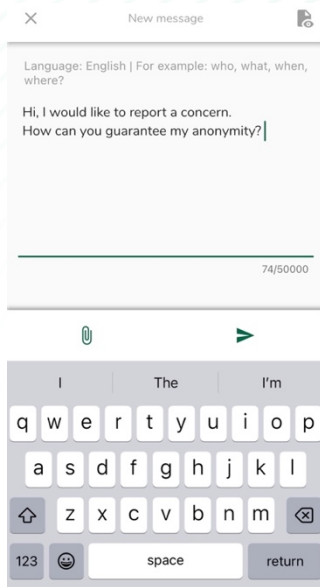 New message
Language: English | For example: who, what, when,
where?
Hi, I would like to report a concern.
How can you guarantee my anonymity?
74/50000
I The I'm
q w e r t y u i o p
a s d f g h j k l
z x c v b n m
123 space return